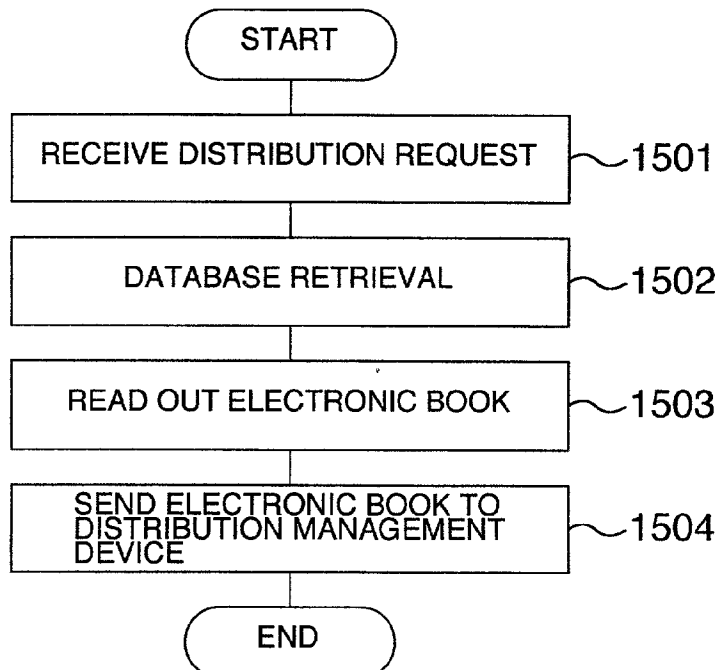 START
RECEIVE DISTRIBUTION REQUEST
1501
DATABASE RETRIEVAL
1502
READ OUT ELECTRONIC BOOK
1503
SEND ELECTRONIC BOOK TO
DISTRIBUTION MANAGEMENT
DEVICE
1504
END